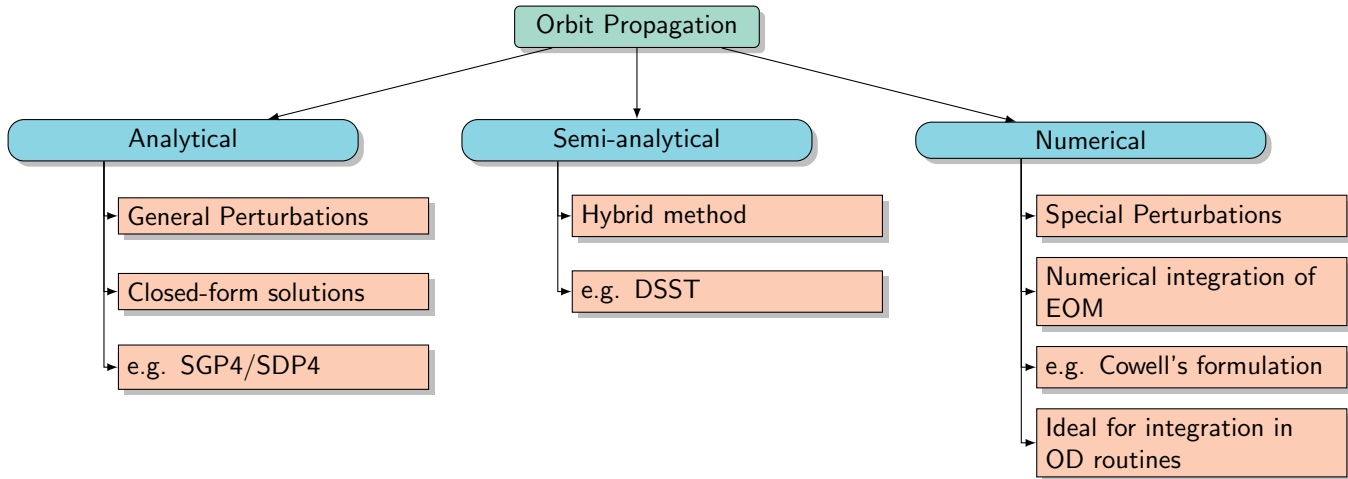 Orbit Propagation
Analytical
General Perturbations
Closed-form solutions
e.g. SGP4/SDP4
Semi-analytical
Hybrid method
e.g. DSST
Numerical
Special Perturbations
Numerical integration of
EOM
e.g. Cowell's formulation
Ideal for integration in
OD routines